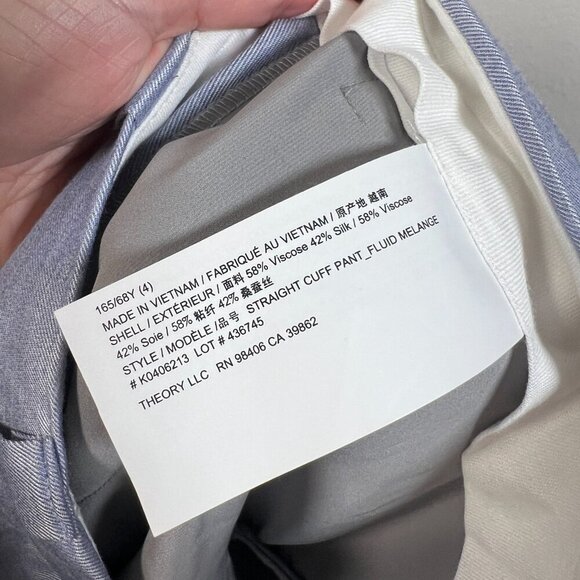 165/68Y (4)
MADE IN VIETNAM / FABRIQUÉ AU VIETNAM / 原产地 越南
SHELL / EXTÉRIEUR / 面料 58% Viscose 42% Silk / 58% Viscose
42% Soie / 58% 粘纤 42% 桑蚕丝
STYLE / MODÈLE /品号 STRAIGHT CUFF PANT_FLUID MELANGE
# K0406213 LOT # 436745
THEORY LLC RN 98406 CA 39862